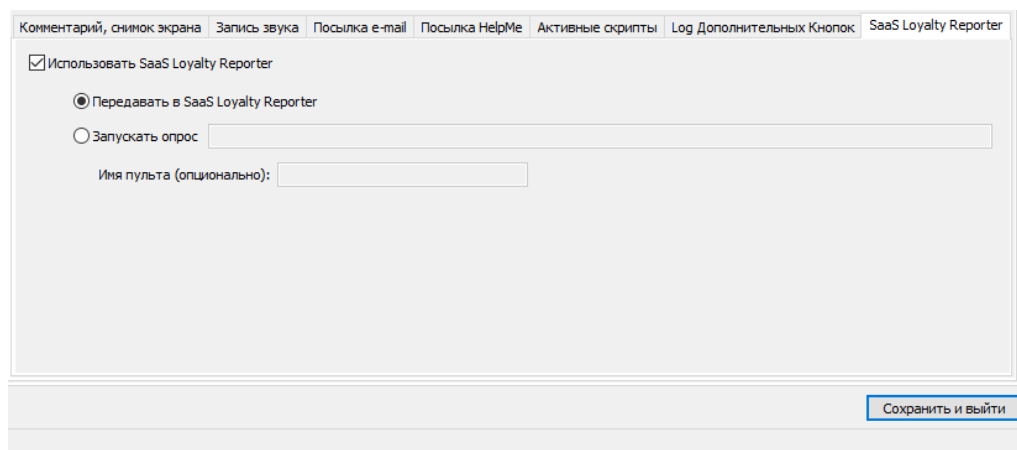 Комментарий, снимок экрана Запись звука Посылка e-mail Посылка HelpMe Активные скрипты Log Дополнительных Кнопок SaaS Loyalty Reporter
Использовать SaaS Loyalty Reporter
Передавать в SaaS Loyalty Reporter
Запускать опрос
Имя пульта (опционально):
Сохранить и выйти